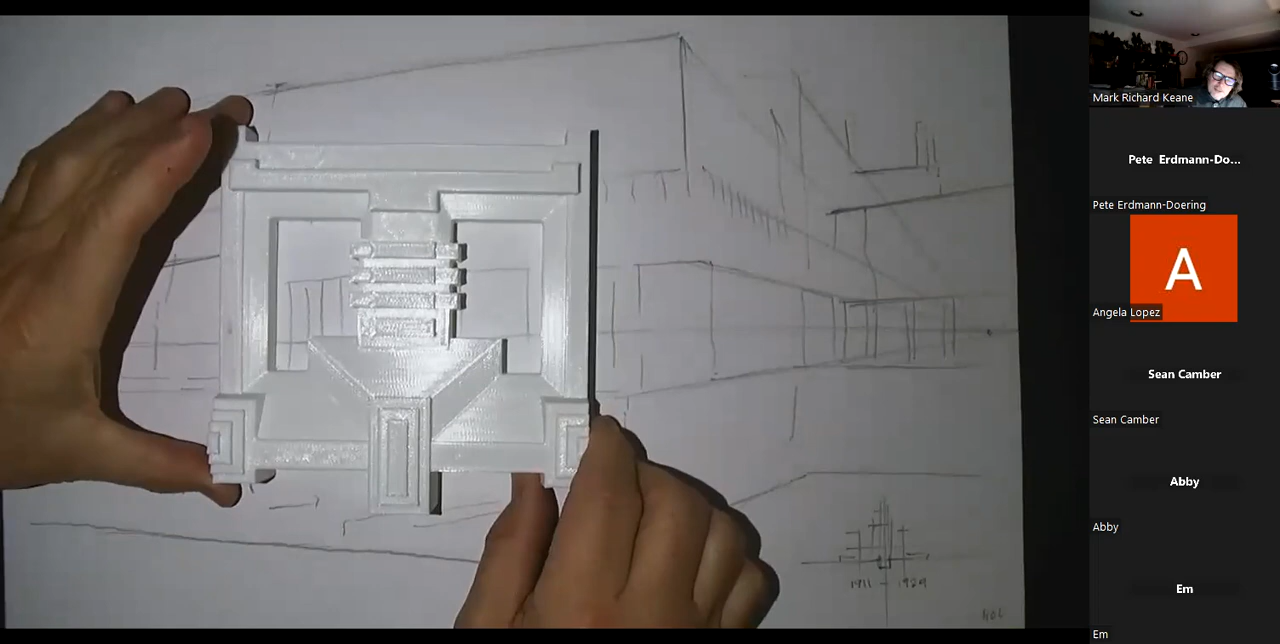 Mark Richard Keane
Pete Erdmann-Do...
Pete Erdmann-Doering
A
Angela Lopez
Sean Camber
Sean Camber
Abby
Abby
Em
Em
1911 1929